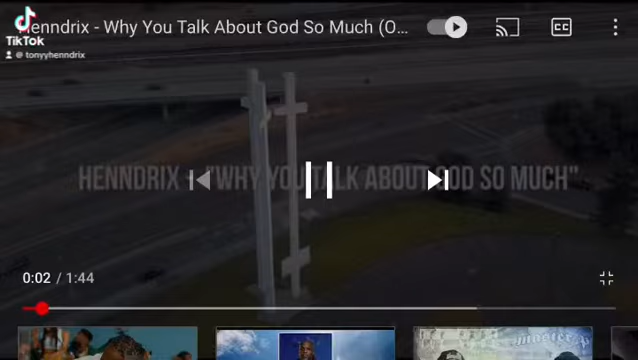 Henndrix - Why You Talk About God So Much (O...
CC
TikTok
@ tonyyhenndrix
HENNDRIX - "WHY YOU TALK ABOUT GOD SO MUCH"
0:02 / 1:44